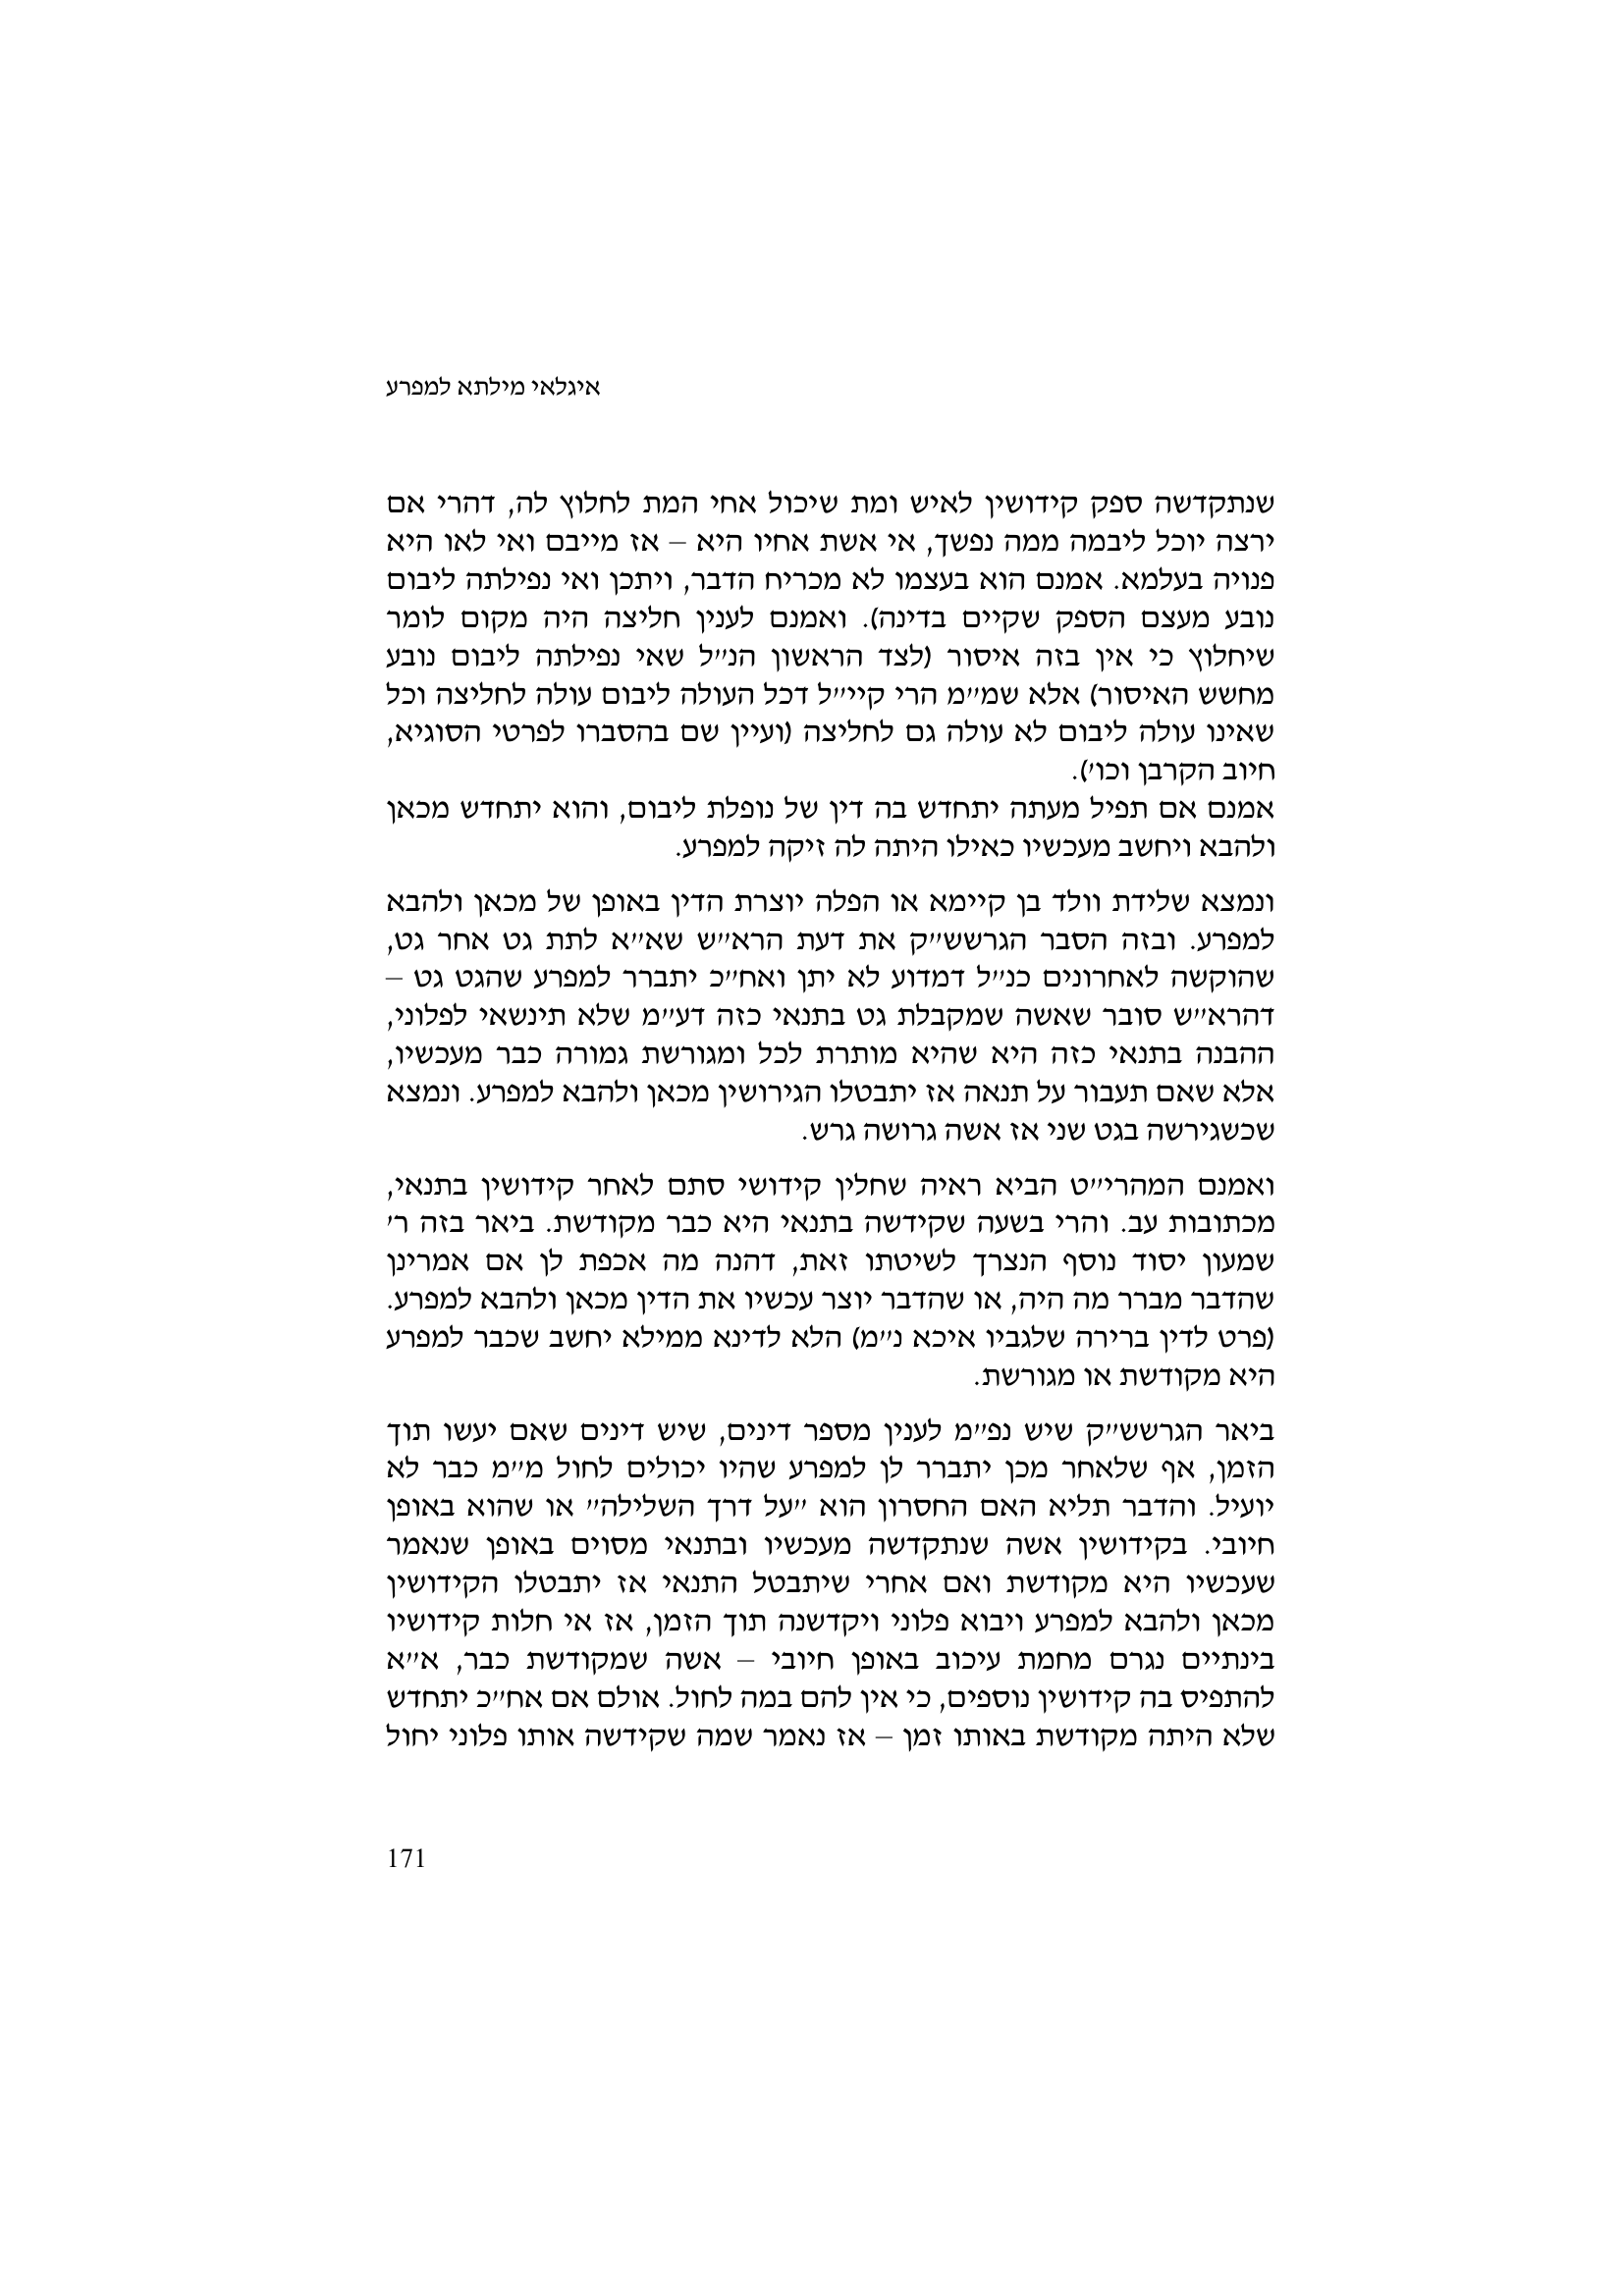 איגלאי מילתא למפרע
שנתקדשה ספק קידושין לאיש ומת שיכול אחי המת לחלוץ לה, דהרי אם
ירצה יוכל ליבמה ממה נפשך, אי אשת אחיו היא – אז מייבם ואי לאו היא
פנויה בעלמא. אמנם הוא בעצמו לא מכריח הדבר, ויתכן ואי נפילתה ליבום
נובע מעצם הספק שקיים בדינה). ואמנם לענין חליצה היה מקום לומר
שיחלוץ כי אין בזה איסור (לצד הראשון הנ״ל שאי נפילתה ליבום נובע
מחשש האיסור) אלא שמ״מ הרי קיי״ל דכל העולה ליבום עולה לחליצה וכל
שאינו עולה ליבום לא עולה גם לחליצה (ועיין שם בהסברו לפרטי הסוגיא,
חיוב הקרבן וכו׳).
אמנם אם תפיל מעתה יתחדש בה דין של נופלת ליבום, והוא יתחדש מכאן
ולהבא ויחשב מעכשיו כאילו היתה לה זיקה למפרע.
ונמצא שלידת וולד בן קיימא או הפלה יוצרת הדין באופן של מכאן ולהבא
למפרע. ובזה הסבר הגרשש״ק את דעת הרא״ש שא״א לתת גט אחר גט,
שהוקשה לאחרונים כנ״ל דמדוע לא יתן ואח״כ יתברר למפרע שהגט גט –
דהרא״ש סובר שאשה שמקבלת גט בתנאי כזה דע״מ שלא תינשאי לפלוני,
ההבנה בתנאי כזה היא שהיא מותרת לכל ומגורשת גמורה כבר מעכשיו,
אלא שאם תעבור על תנאה אז יתבטלו הגירושין מכאן ולהבא למפרע. ונמצא
שכשגירשה בגט שני אז אשה גרושה גרש.
ואמנם המהרי״ט הביא ראיה שחלין קידושי סתם לאחר קידושין בתנאי,
מכתובות עב. והרי בשעה שקידשה בתנאי היא כבר מקודשת. ביאר בזה ר׳
שמעון יסוד נוסף הנצרך לשיטתו זאת, דהנה מה אכפת לן אם אמרינן
שהדבר מברר מה היה, או שהדבר יוצר עכשיו את הדין מכאן ולהבא למפרע.
(פרט לדין ברירה שלגביו איכא נ״מ) הלא לדינא ממילא יחשב שכבר למפרע
היא מקודשת או מגורשת.
ביאר הגרשש״ק שיש נפ״מ לענין מספר דינים, שיש דינים שאם יעשו תוך
הזמן, אף שלאחר מכן יתברר לן למפרע שהיו יכולים לחול מ״מ כבר לא
יועיל. והדבר תליא האם החסרון הוא ״על דרך השלילה״ או שהוא באופן
חיובי. בקידושין אשה שנתקדשה מעכשיו ובתנאי מסוים באופן שנאמר
שעכשיו היא מקודשת ואם אחרי שיתבטל התנאי אז יתבטלו הקידושין
מכאן ולהבא למפרע ויבוא פלוני ויקדשנה תוך הזמן, אז אי חלות קידושיו
בינתיים נגרם מחמת עיכוב באופן חיובי – אשה שמקודשת כבר, א״א
להתפיס בה קידושין נוספים, כי אין להם במה לחול. אולם אם אח״כ יתחדש
שלא היתה מקודשת באותו זמן – אז נאמר שמה שקידשה אותו פלוני יחול
171